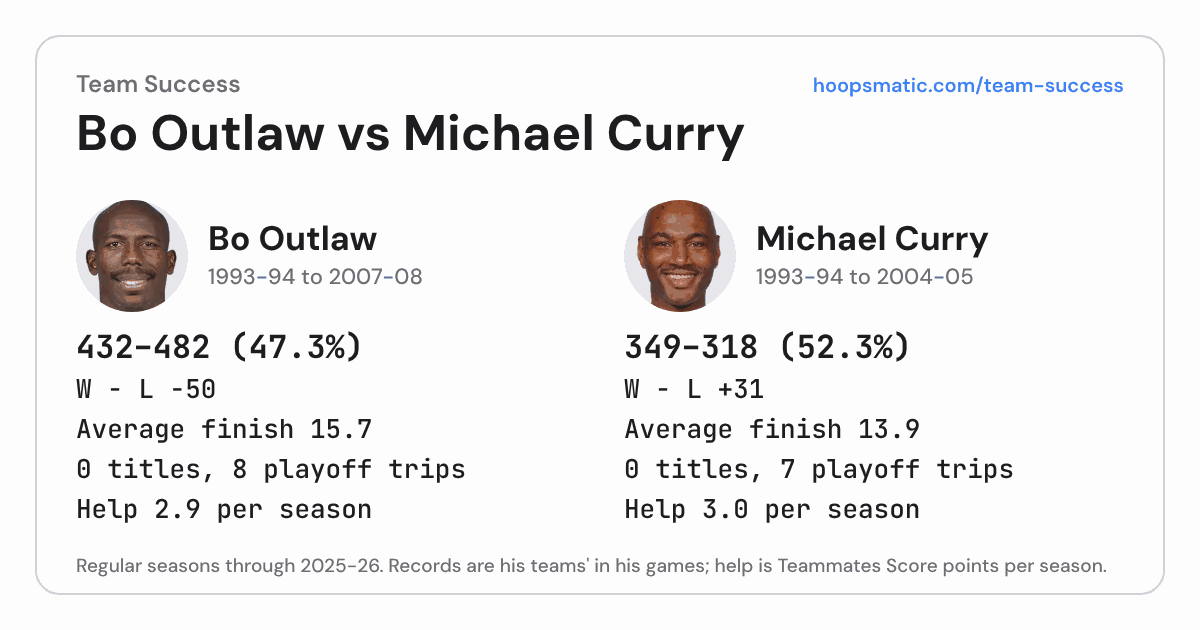 Team Success
hoopsmatic.com/team-success
Bo Outlaw vs Michael Curry
Bo Outlaw
1993-94 to 2007-08
432-482 (47.3%)
W - L -50
Average finish 15.7
0 titles, 8 playoff trips
Help 2.9 per season
Michael Curry
1993-94 to 2004-05
349-318 (52.3%)
W - L +31
Average finish 13.9
0 titles, 7 playoff trips
Help 3.0 per season
Regular seasons through 2025-26. Records are his teams' in his games; help is Teammates Score points per season.